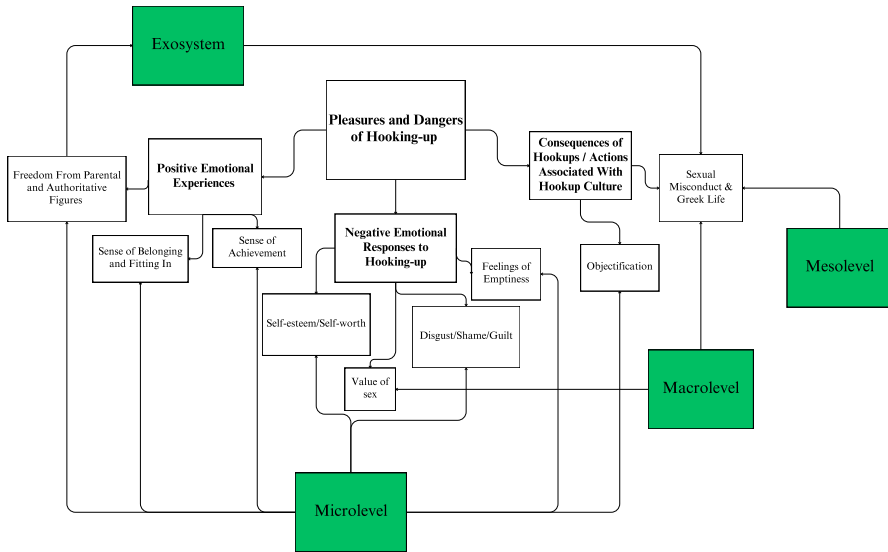 Exosystem
Pleasures and Dangers
of Hooking-up
Consequences of
Hookups / Actions
Associated With
Hookup Culture
Positive Emotional
Experiences
Freedom From Parental
and Authoritative
Figures
Sexual
Misconduct &
Greek Life
Sense of Belonging
and Fitting In
Sense of
Achievement
Negative Emotional
Responses to
Hooking-up
Feelings of
Emptiness
Objectification
Mesolevel
Self-esteem/Self-worth
Disgust/Shame/Guilt
Value of
sex
Macrolevel
Microlevel